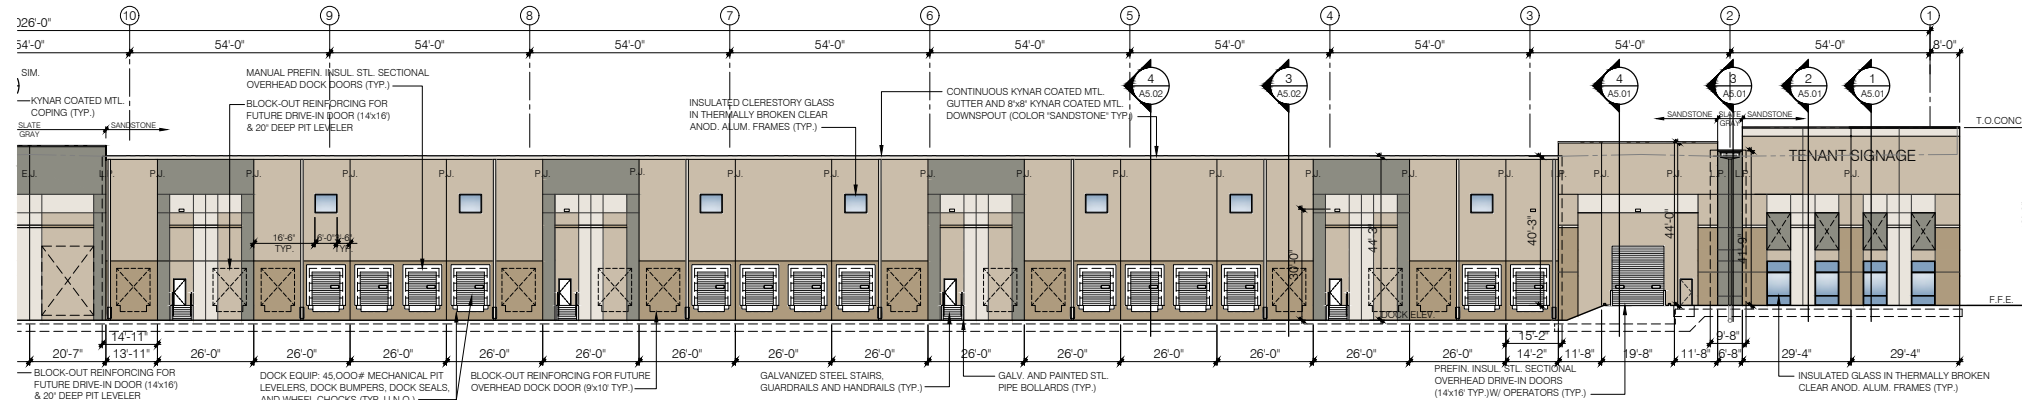 10 9 8 7 6 5 4 3 2 1
026'-0"
54'-0" 54'-0" 54'-0" 54'-0" 54'-0" 54'-0" 54'-0" 54'-0" 54'-0" 54'-0" 8'-0"
SIM.
KYNAR COATED MTL.
COPING (TYP.)
SLATE
GRAY
SANDSTONE
MANUAL PREFIN. INSUL. STL. SECTIONAL
OVERHEAD DOCK DOORS (TYP.)
BLOCK-OUT REINFORCING FOR
FUTURE DRIVE-IN DOOR (14'x16')
& 20" DEEP PIT LEVELER
INSULATED CLERESTORY GLASS
IN THERMALLY BROKEN CLEAR
ANOD. ALUM. FRAMES (TYP.)
CONTINUOUS KYNAR COATED MTL.
GUTTER AND 8"x8" KYNAR COATED MTL.
DOWNSPOUT (COLOR "SANDSTONE" TYP.)
4
A5.02
3
A5.02
4
A5.01
3
A5.01
2
A5.01
1
A5.01
SANDSTONE
SLATE
GRAY
SANDSTONE
T.O.CONC
TENANT SIGNAGE
E.J. L.P. P.J. P.J. P.J. P.J. P.J. P.J. P.J. P.J. P.J. P.J. P.J. P.J. P.J. P.J. P.J. L.P. P.J. P.J. L.P. L.P. P.J.
16'-6"
TYP.
6'-0"
TYP.
30'-0"
44'-3"
40'-3"
44'-0"
41'-9"
F.F.E.
DOCK ELEV.
14'-11" 15'-2" 9'-8"
20'-7" 13'-11" 26'-0" 26'-0" 26'-0" 26'-0" 26'-0" 26'-0" 26'-0" 26'-0" 26'-0" 26'-0" 26'-0" 26'-0" 26'-0" 26'-0" 14'-2" 11'-8" 19'-8" 11'-8" 6'-8" 29'-4" 29'-4"
BLOCK-OUT REINFORCING FOR
FUTURE DRIVE-IN DOOR (14'x16')
& 20" DEEP PIT LEVELER
DOCK EQUIP: 45,000# MECHANICAL PIT
LEVELERS, DOCK BUMPERS, DOCK SEALS,
AND WHEEL CHOCKS (TYP. U.N.O.)
BLOCK-OUT REINFORCING FOR FUTURE
OVERHEAD DOCK DOOR (9'x10' TYP.)
GALVANIZED STEEL STAIRS,
GUARDRAILS AND HANDRAILS (TYP.)
GALV. AND PAINTED STL.
PIPE BOLLARDS (TYP.)
PREFIN. INSUL. STL. SECTIONAL
OVERHEAD DRIVE-IN DOORS
(14'x16' TYP.)W/ OPERATORS (TYP.)
INSULATED GLASS IN THERMALLY BROKEN
CLEAR ANOD. ALUM. FRAMES (TYP.)